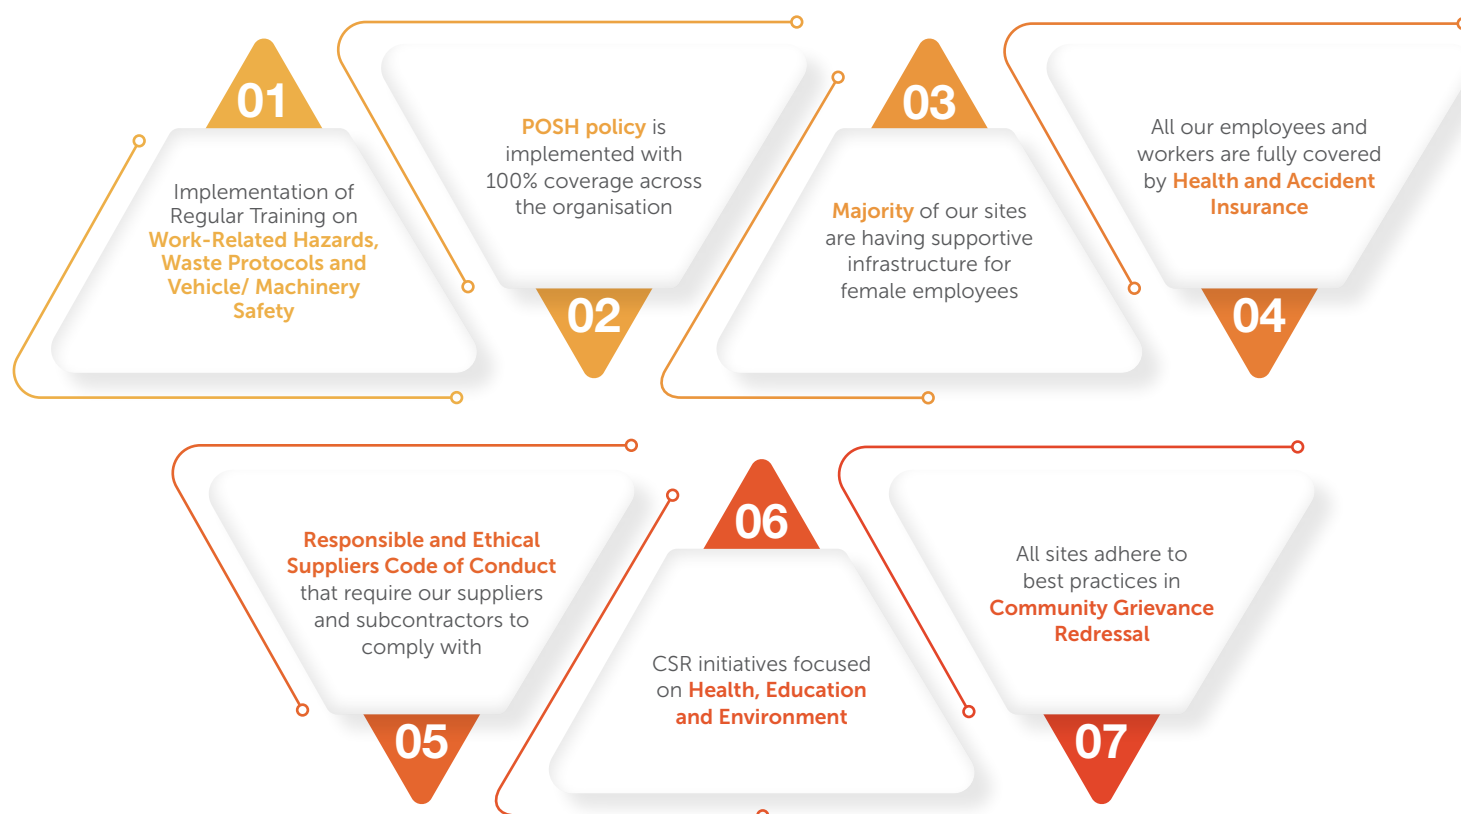 01
Implementation of
Regular Training on
Work-Related Hazards,
Waste Protocols and
Vehicle/ Machinery
Safety
POSH policy is
implemented with
100% coverage across
the organisation
02
03
Majority of our sites
are having supportive
infrastructure for
female employees
All our employees and
workers are fully covered
by Health and Accident
Insurance
04
Responsible and Ethical
Suppliers Code of Conduct
that require our suppliers
and subcontractors to
comply with
05
06
CSR initiatives focused
on Health, Education
and Environment
All sites adhere to
best practices in
Community Grievance
Redressal
07